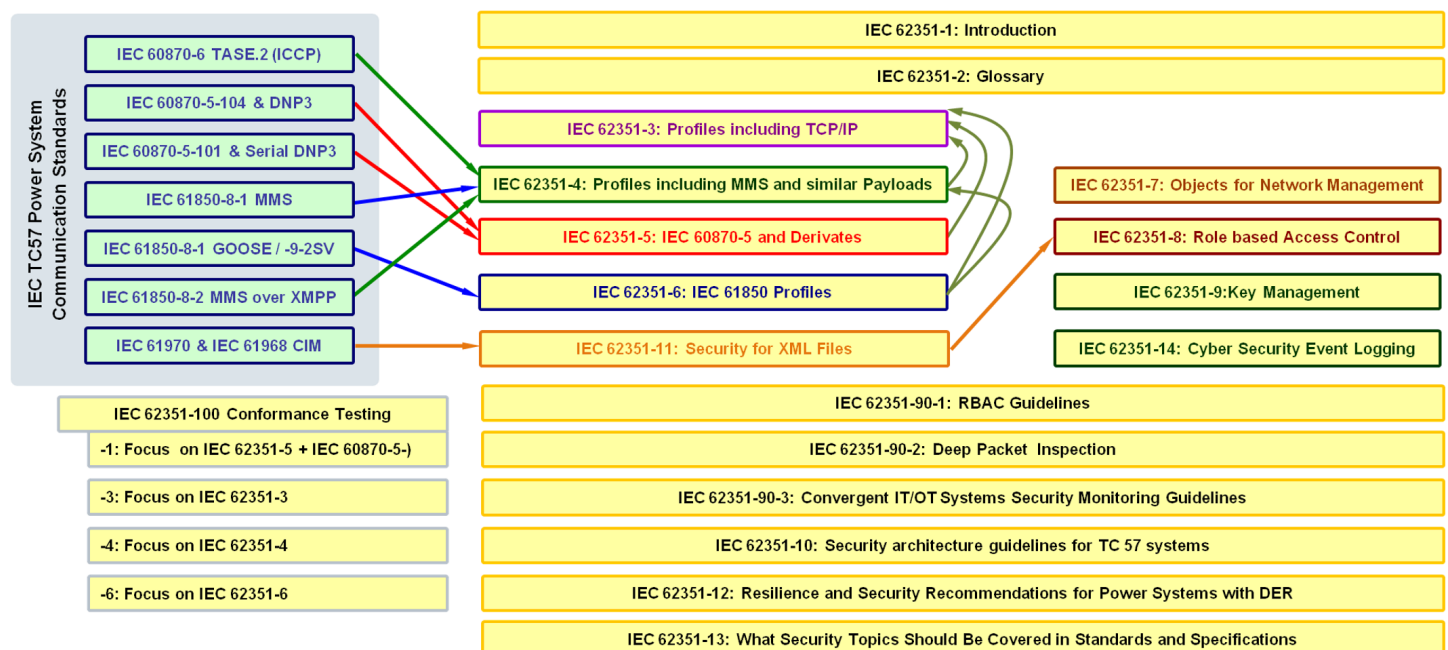 IEC TC57 Power System
Communication Standards
IEC 60870-6 TASE.2 (ICCP)
IEC 60870-5-104 & DNP3
IEC 60870-5-101 & Serial DNP3
IEC 61850-8-1 MMS
IEC 61850-8-1 GOOSE / -9-2SV
IEC 61850-8-2 MMS over XMPP
IEC 61970 & IEC 61968 CIM
IEC 62351-100 Conformance Testing
-1: Focus on IEC 62351-5 + IEC 60870-5-)
-3: Focus on IEC 62351-3
-4: Focus on IEC 62351-4
-6: Focus on IEC 62351-6
IEC 62351-1: Introduction
IEC 62351-2: Glossary
IEC 62351-3: Profiles including TCP/IP
IEC 62351-4: Profiles including MMS and similar Payloads
IEC 62351-5: IEC 60870-5 and Derivates
IEC 62351-6: IEC 61850 Profiles
IEC 62351-11: Security for XML Files
IEC 62351-7: Objects for Network Management
IEC 62351-8: Role based Access Control
IEC 62351-9:Key Management
IEC 62351-14: Cyber Security Event Logging
IEC 62351-90-1: RBAC Guidelines
IEC 62351-90-2: Deep Packet Inspection
IEC 62351-90-3: Convergent IT/OT Systems Security Monitoring Guidelines
IEC 62351-10: Security architecture guidelines for TC 57 systems
IEC 62351-12: Resilience and Security Recommendations for Power Systems with DER
IEC 62351-13: What Security Topics Should Be Covered in Standards and Specifications